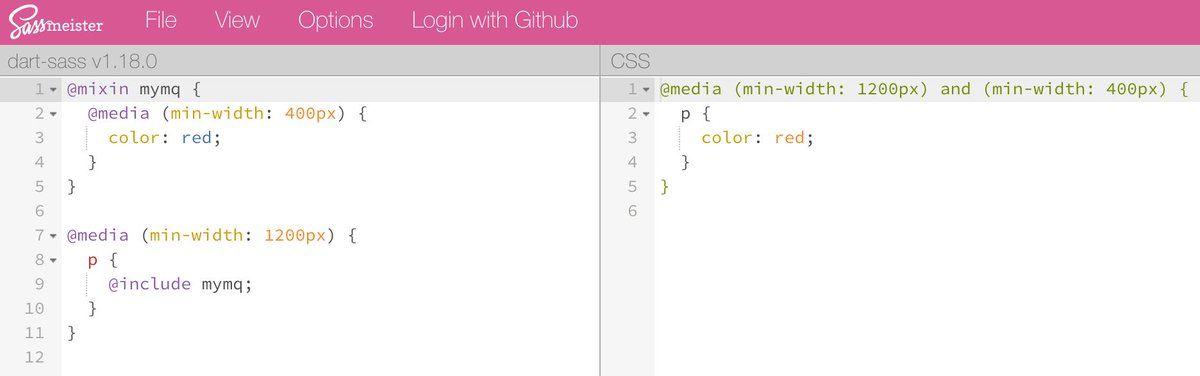 Sassmeister File View Options Login with Github
dart-sass v1.18.0
1 @mixin mymq {
2   @media (min-width: 400px) {
3     color: red;
4   }
5 }
6
7 @media (min-width: 1200px) {
8   p {
9     @include mymq;
10   }
11 }
12
CSS
1 @media (min-width: 1200px) and (min-width: 400px) {
2   p {
3     color: red;
4   }
5 }
6